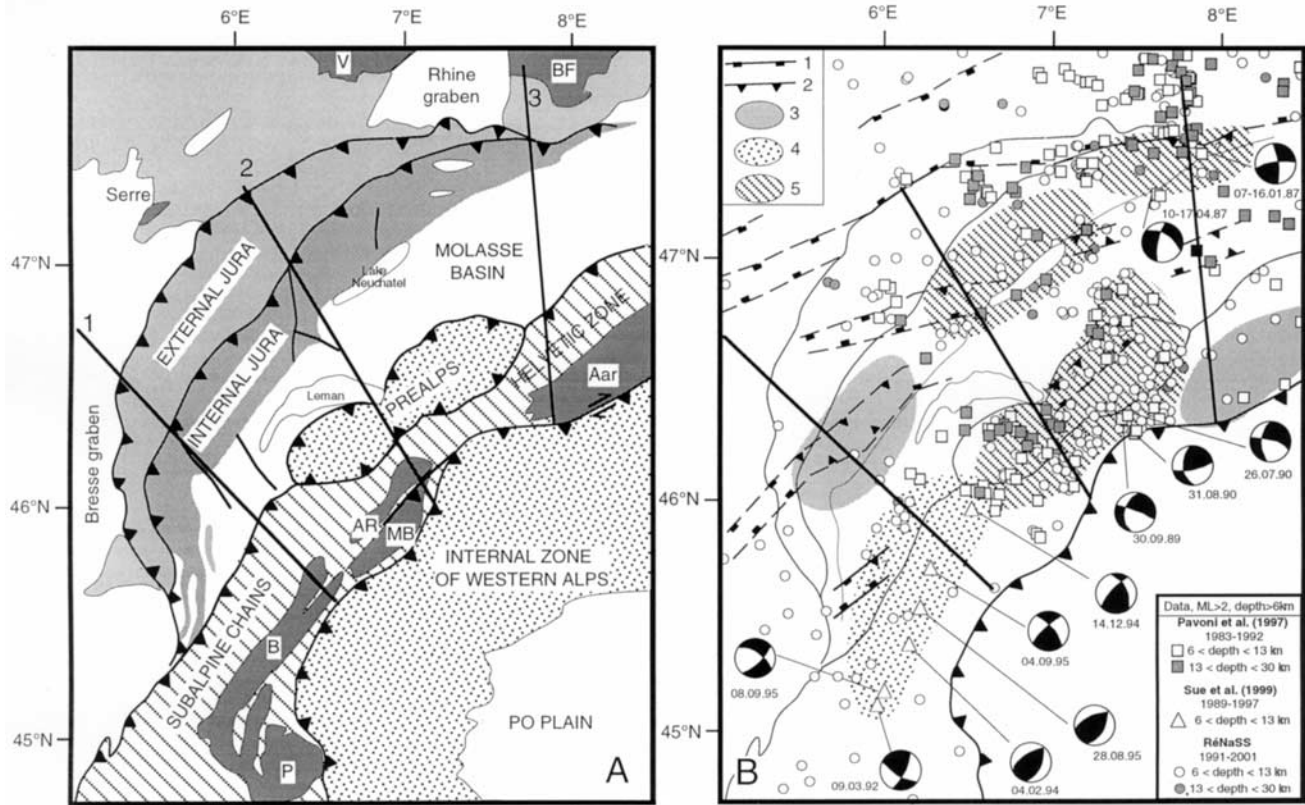 6°E
7°E
8°E
6°E
7°E
8°E
47°N
46°N
45°N
47°N
46°N
45°N
V
Rhine
graben
BF
3
2
Serre
EXTERNAL JURA
INTERNAL JURA
MOLASSE
BASIN
Lake
Neuchatel
1
Bresse graben
Leman
PREALPS
HELVETIC ZONE
Aar
AR
MB
INTERNAL ZONE
OF WESTERN ALPS
SUBALPINE CHAINS
B
P
PO PLAIN
A
1
2
3
4
5
07-16.01.87
10-17.04.87
26.07.90
31.08.90
30.09.89
14.12.94
04.09.95
08.09.95
28.08.95
04.02.94
09.03.92
B
Data, ML>2, depth>6km
Pavoni et al. (1997)
1983-1992
6 < depth < 13 km
13 < depth < 30 km
Sue et al. (1999)
1989-1997
6 < depth < 13km
RéNaSS
1991-2001
6 < depth < 13 km
13 < depth < 30 km